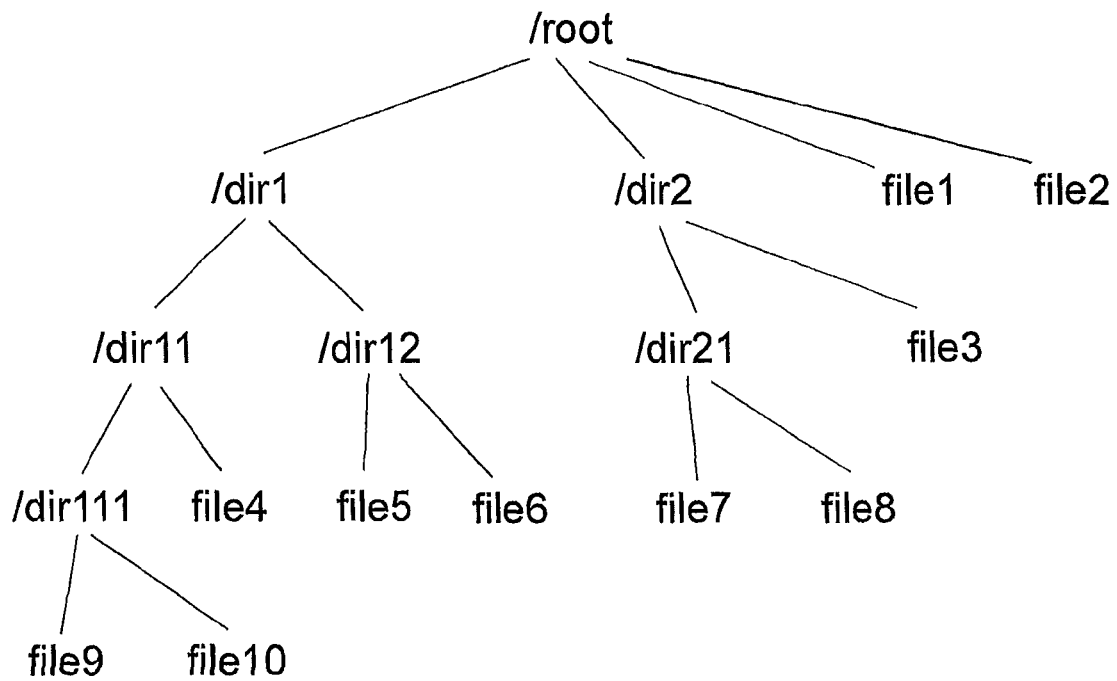 /root
/dir1 /dir2 file1 file2
/dir11 /dir12 /dir21 file3
/dir111 file4 file5 file6 file7 file8
file9 file10